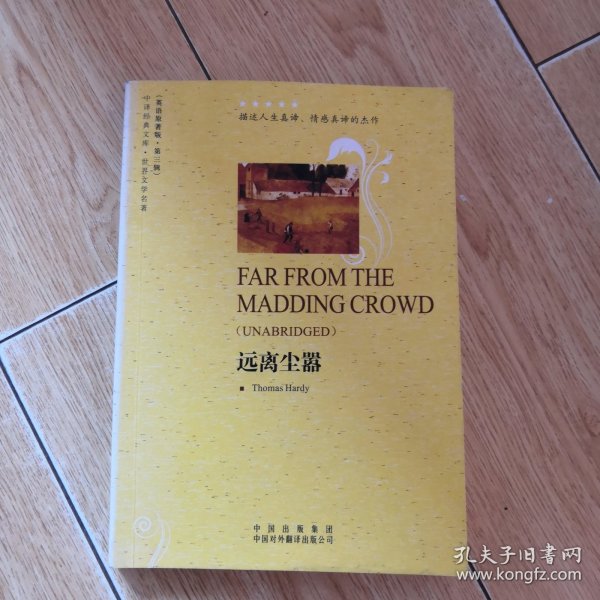 ★★★★★
描述人生真谛、情感真谛的杰作
中译经典文库·世界文学名著
(英语原著版·第三辑)
FAR FROM THE
MADDING CROWD
(UNABRIDGED)
远离尘嚣
■ Thomas Hardy
中国出版集团
中国对外翻译出版公司
孔夫子旧书网
www.kongfz.com